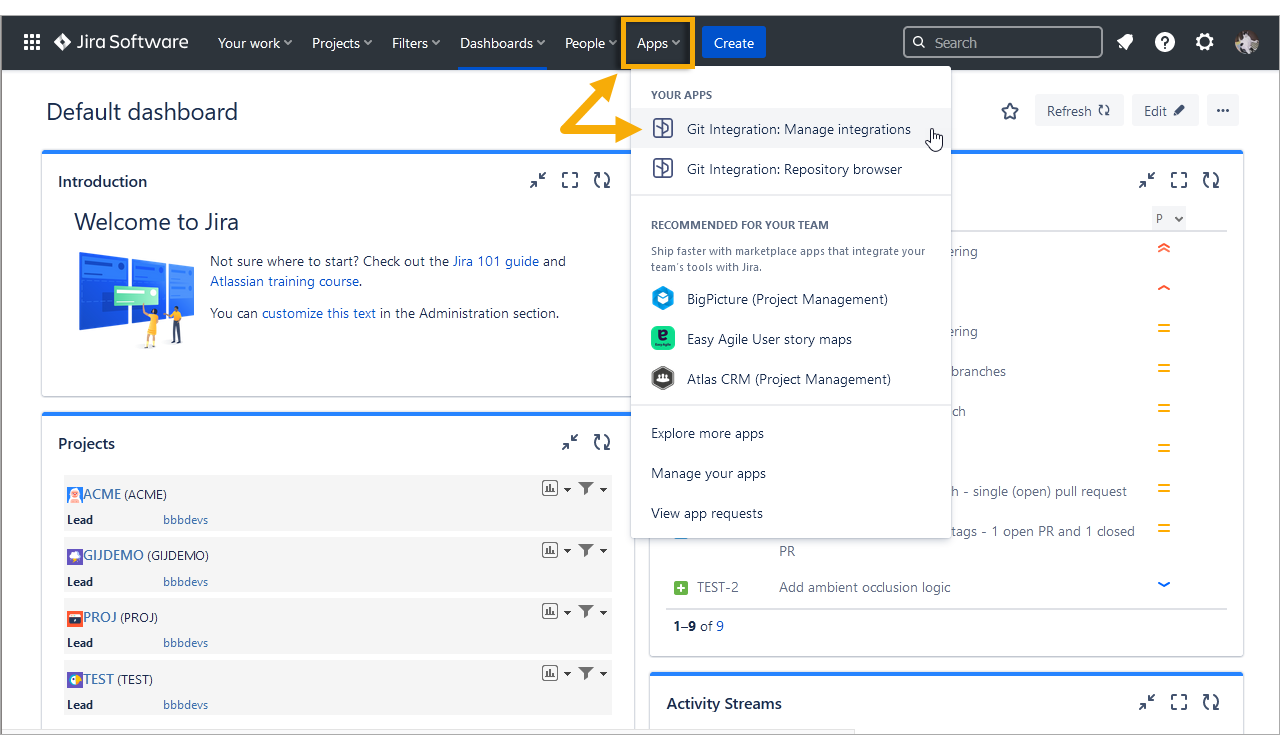 Jira Software
Your work
Projects
Filters
Dashboards
People
Apps
Create
Search
Default dashboard
Refresh
Edit
Introduction
Welcome to Jira
Not sure where to start? Check out the Jira 101 guide and
Atlassian training course.
You can customize this text in the Administration section.
Projects
ACME (ACME)
Lead bbbdevs
GIJDEMO (GIJDEMO)
Lead bbbdevs
PROJ (PROJ)
Lead bbbdevs
TEST (TEST)
Lead bbbdevs
YOUR APPS
Git Integration: Manage integrations
Git Integration: Repository browser
RECOMMENDED FOR YOUR TEAM
Ship faster with marketplace apps that integrate your
team's tools with Jira.
BigPicture (Project Management)
Easy Agile User story maps
Atlas CRM (Project Management)
Explore more apps
Manage your apps
View app requests
P
ering
ering
branches
ch
h - single (open) pull request
tags - 1 open PR and 1 closed
PR
TEST-2 Add ambient occlusion logic
1–9 of 9
Activity Streams